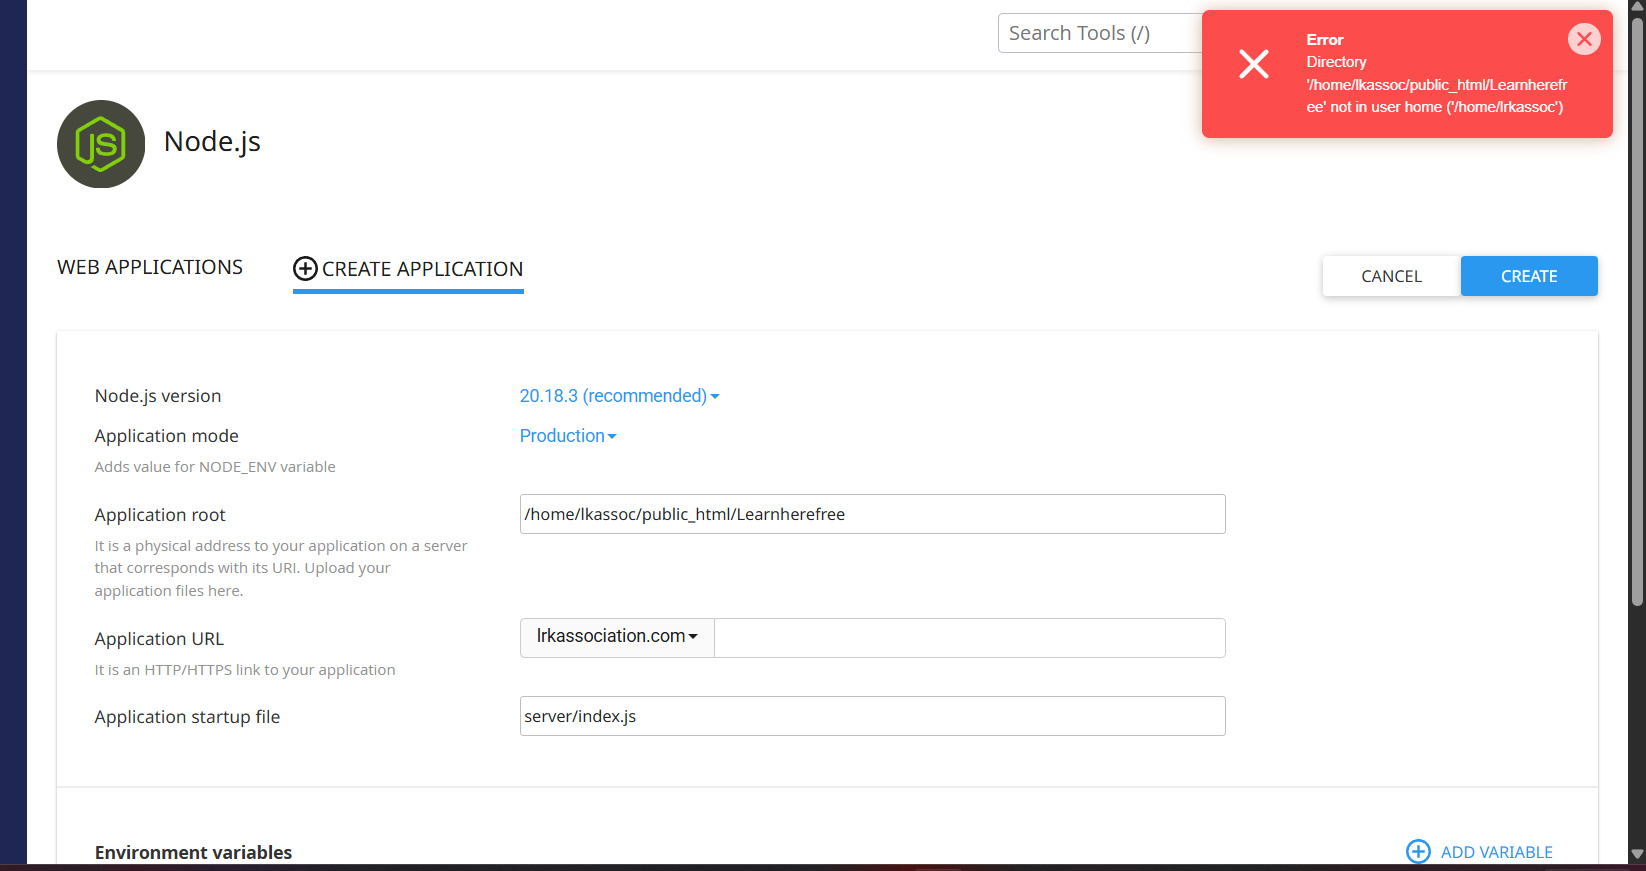 Search Tools (/)
Error
Directory
'/home/lkassoc/public_html/Learnherefr
ee' not in user home ('/home/lrkassoc')
JS
Node.js
WEB APPLICATIONS
CREATE APPLICATION
CANCEL
CREATE
Node.js version
20.18.3 (recommended)
Application mode
Production
Adds value for NODE_ENV variable
Application root
/home/lkassoc/public_html/Learnherefree
It is a physical address to your application on a server
that corresponds with its URI. Upload your
application files here.
Application URL
lrkassociation.com
It is an HTTP/HTTPS link to your application
Application startup file
server/index.js
Environment variables
ADD VARIABLE